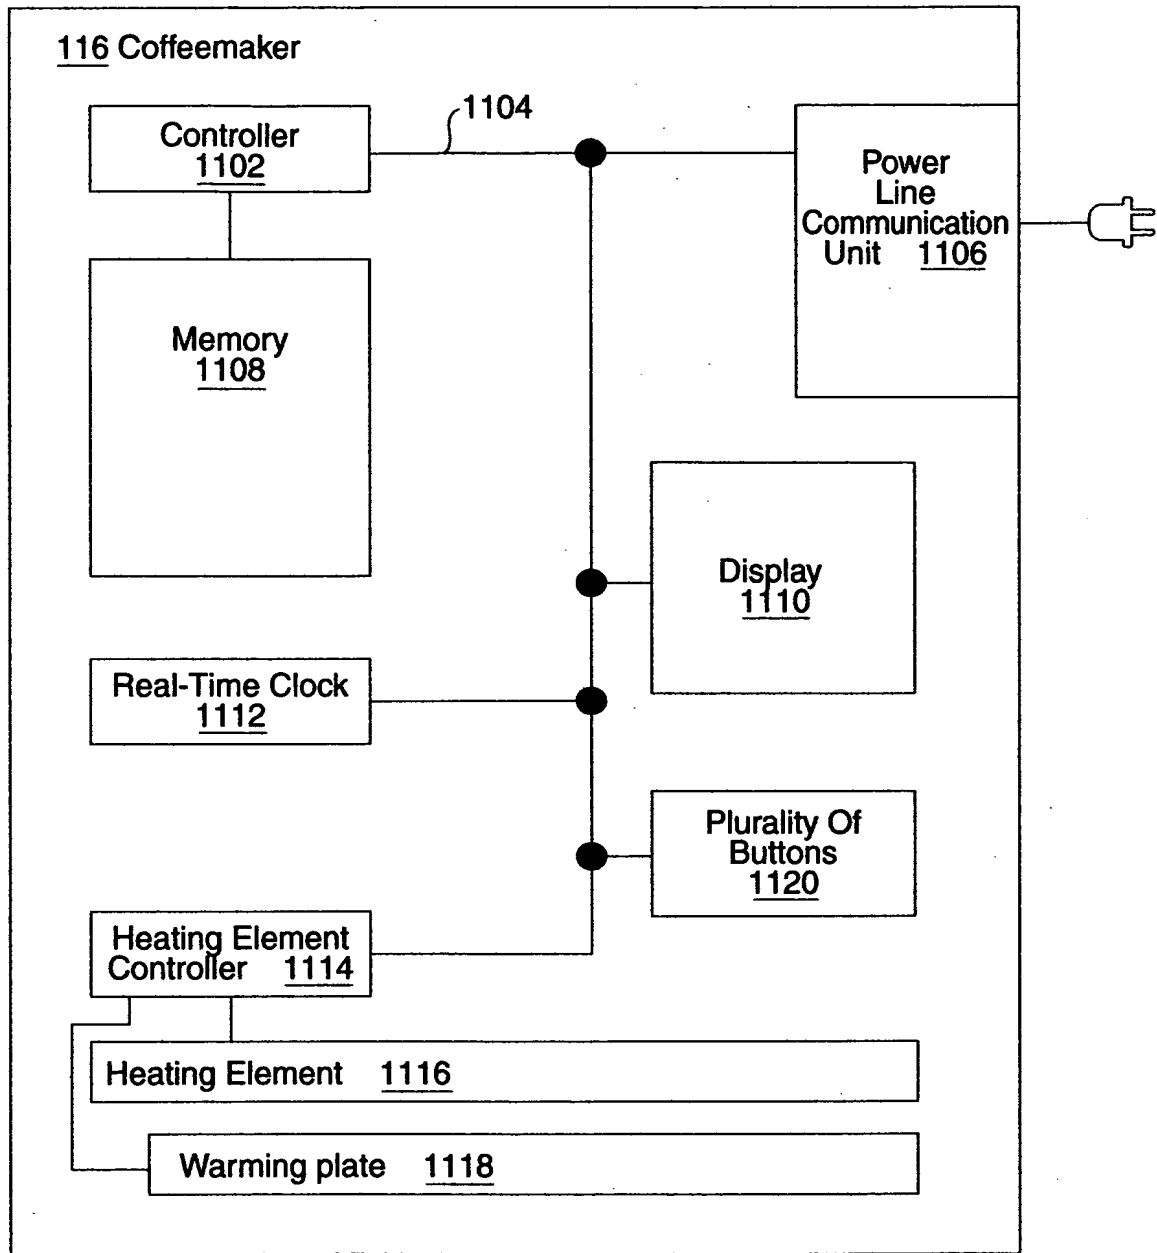 116 Coffeemaker
1104
Controller
1102
Power
Line
Communication
Unit 1106
Memory
1108
Display
1110
Real-Time Clock
1112
Plurality Of
Buttons
1120
Heating Element
Controller 1114
Heating Element 1116
Warming plate 1118